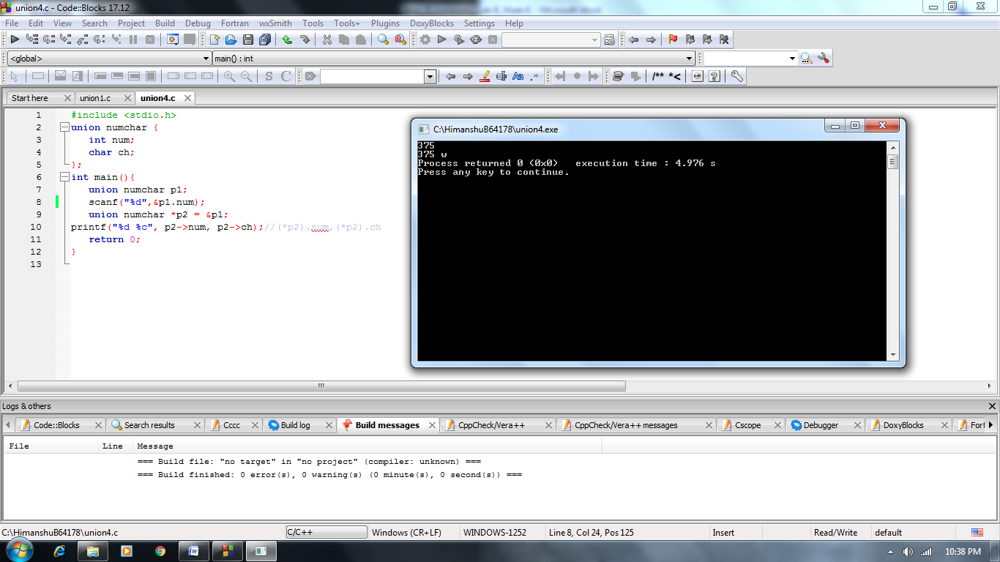 union4.c - Code::Blocks 17.12
File Edit View Search Project Build Debug Fortran wxSmith Tools Tools+ Plugins DoxyBlocks Settings Help
<global> main() : int
S C Aa .* /** *<
Start here union1.c union4.c
1 #include <stdio.h>
2 union numchar {
3 int num;
4 char ch;
5 };
6 int main(){
7 union numchar p1;
8 scanf("%d",&p1.num);
9 union numchar *p2 = &p1;
10 printf("%d %c", p2->num, p2->ch);//(*p2).num,(*p2).ch
11 return 0;
12 }
13
C:\HimanshuB64178\union4.exe
375
375 w
Process returned 0 (0x0) execution time : 4.976 s
Press any key to continue.
Logs & others
Code::Blocks Search results Cccc Build log Build messages CppCheck/Vera++ CppCheck/Vera++ messages Cscope Debugger DoxyBlocks Fort
File Line Message
=== Build file: "no target" in "no project" (compiler: unknown) ===
=== Build finished: 0 error(s), 0 warning(s) (0 minute(s), 0 second(s)) ===
C:\HimanshuB64178\union4.c C/C++ Windows (CR+LF) WINDOWS-1252 Line 8, Col 24, Pos 125 Insert Read/Write default
10:38 PM